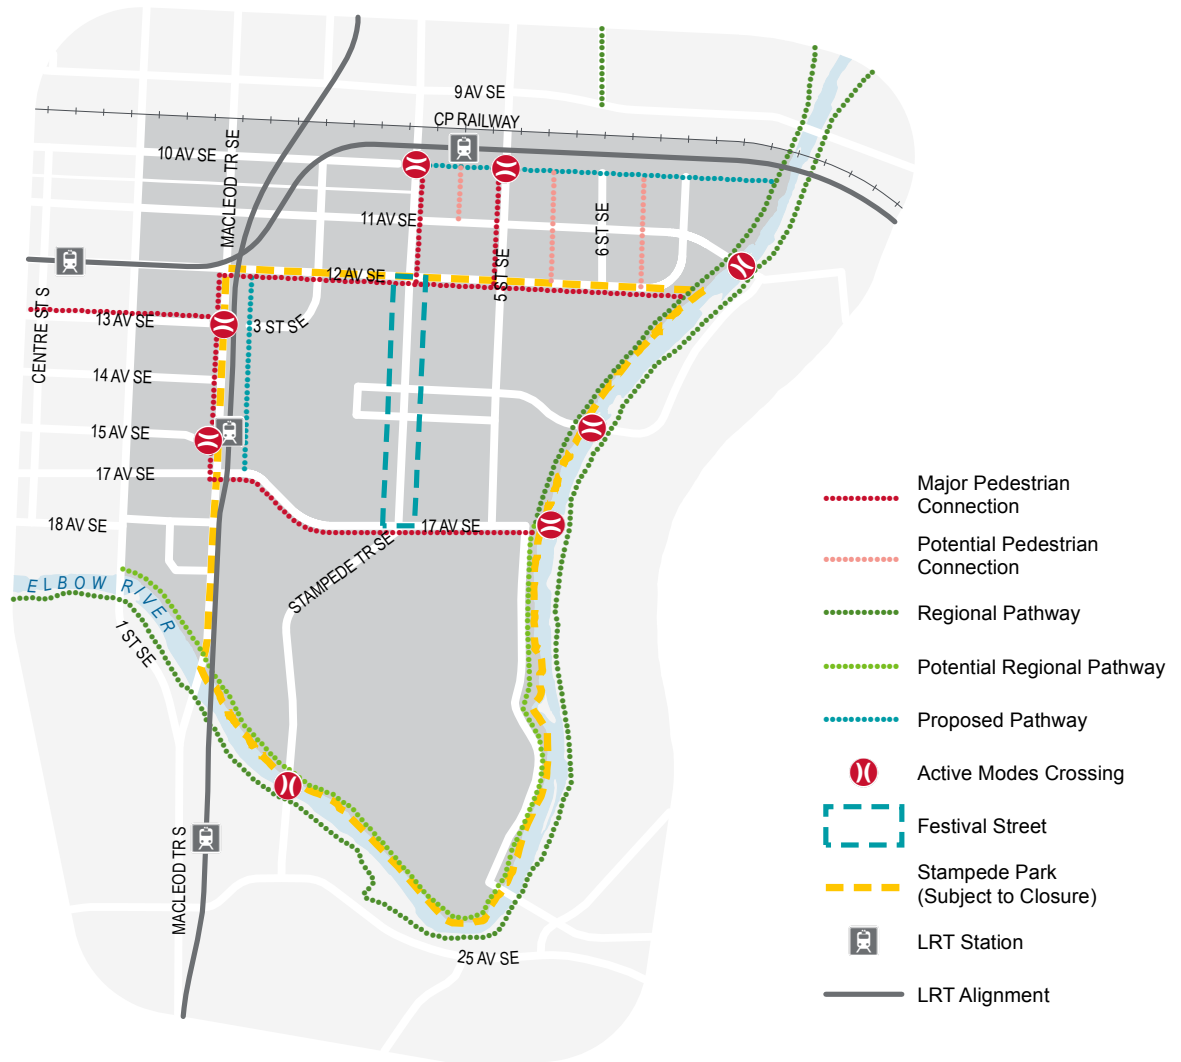 9 AV SE
CP RAILWAY
10 AV SE
MACLEOD TR SE
11 AV SE
6 ST SE
5 ST SE
12 AV SE
CENTRE ST S
13 AV SE
3 ST SE
14 AV SE
15 AV SE
17 AV SE
18 AV SE
17 AV SE
STAMPEDE TR SE
ELBOW RIVER
1 ST SE
MACLEOD TR S
25 AV SE
Major Pedestrian
Connection
Potential Pedestrian
Connection
Regional Pathway
Potential Regional Pathway
Proposed Pathway
Active Modes Crossing
Festival Street
Stampede Park
(Subject to Closure)
LRT Station
LRT Alignment